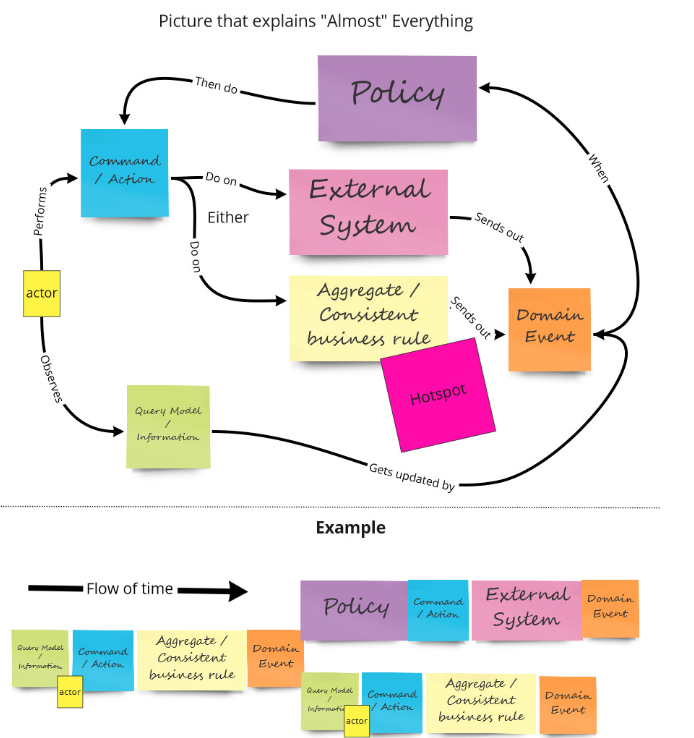 Picture that explains "Almost" Everything
Policy
Then do
When
Command
/ Action
Do on
Either
Do on
External
System
Sends out
Performs
actor
Aggregate /
Consistent
business rule
Sends out
Domain
Event
Hotspot
Observes
Query Model
/
Information
Gets updated by
Example
Flow of time
Policy
Command
/
Action
External
System
Domain
Event
Query Model
/
Information
Command
/ Action
actor
Aggregate /
Consistent
business rule
Domain
Event
Query Model
/
Informati
Command
/ Action
actor
Aggregate /
Consistent
business rule
Domain
Event